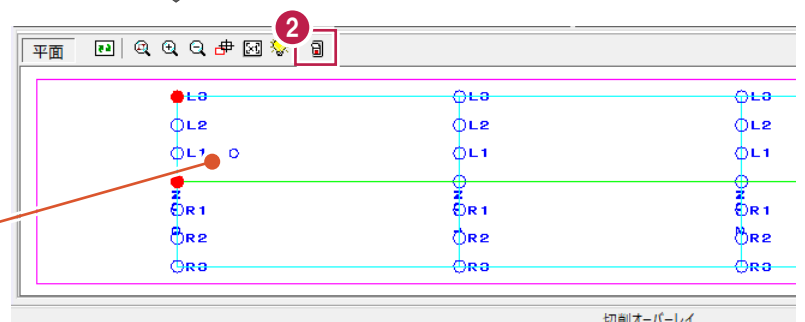 2
平面
L3 L3 L3
L2 L2 L2
L1 L1 L1
R1 R1 R1
R2 R2 R2
R3 R3 R3
切削オーバーレイ